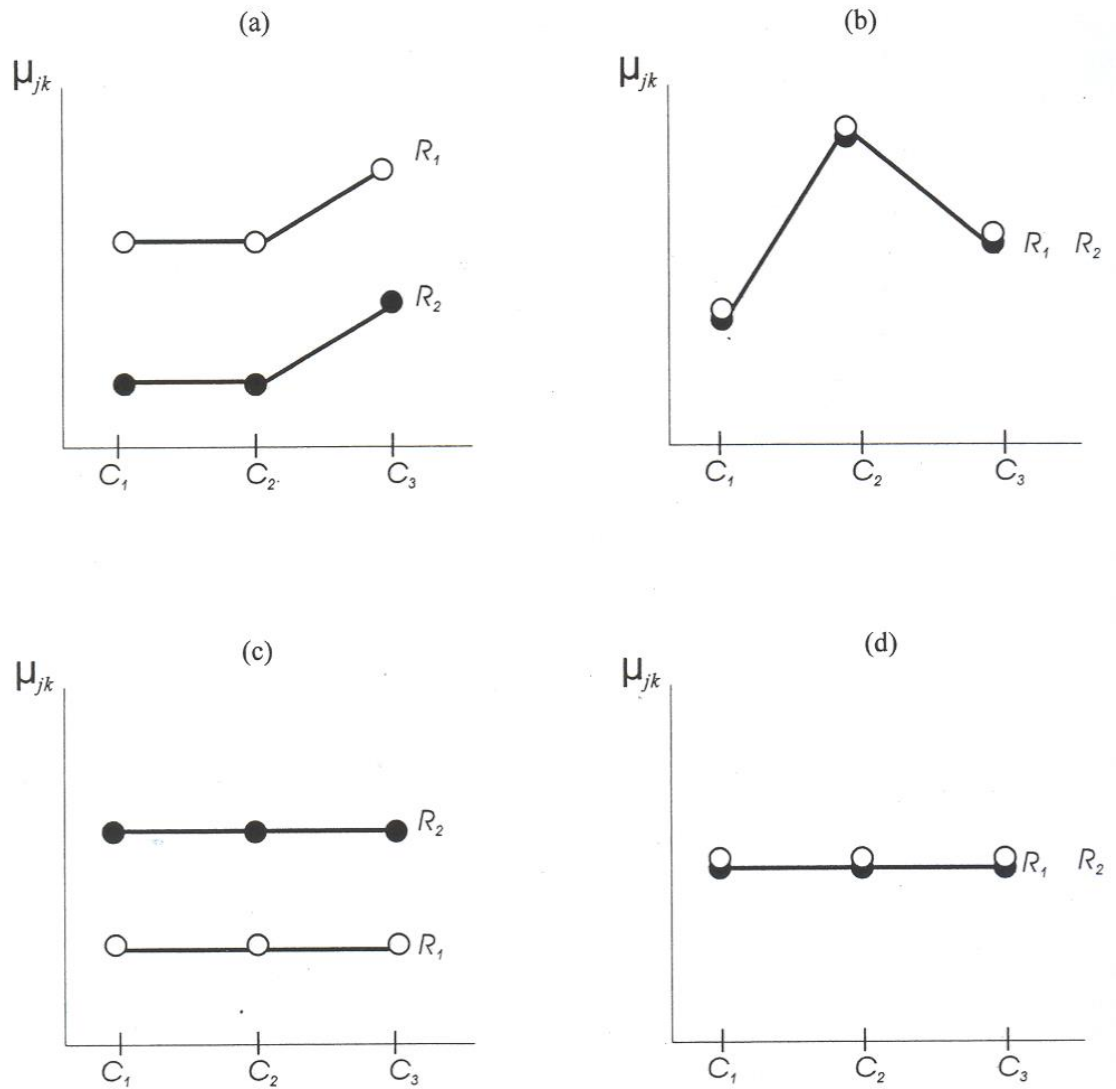 (a)
μjk
R1
R2
C1 C2 C3
(b)
μjk
R1 R2
C1 C2 C3
(c)
μjk
R2
R1
C1 C2 C3
(d)
μjk
R1 R2
C1 C2 C3